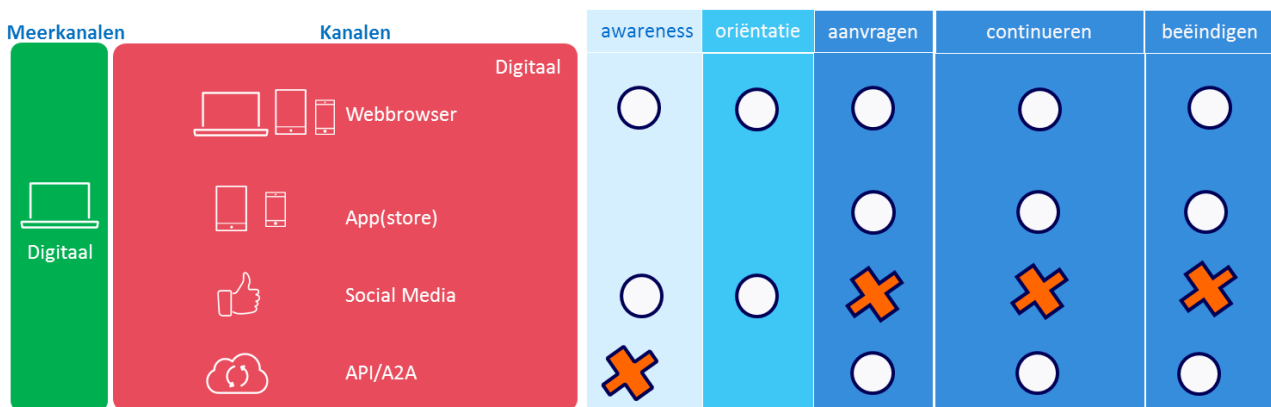 Meerkanalen
Kanalen
awareness
oriëntatie
aanvragen
continueren
beëindigen
Digitaal
Webbrowser
App(store)
Digitaal
Social Media
API/A2A